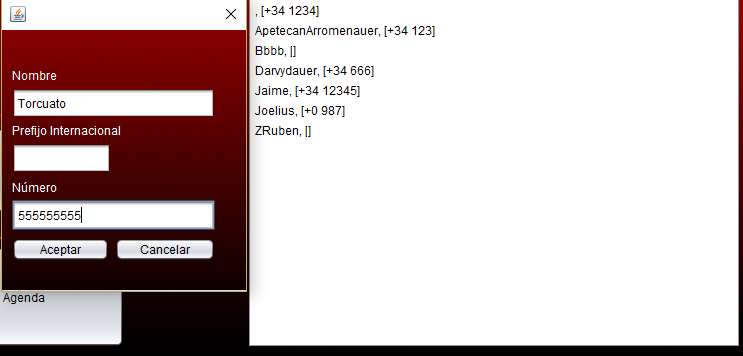 Nombre
Torcuato
Prefijo Internacional
Número
555555555
Aceptar Cancelar
Agenda
, [+34 1234]
ApetecanArromenauer, [+34 123]
Bbbb, []
Darvydauer, [+34 666]
Jaime, [+34 12345]
Joelius, [+0 987]
ZRuben, []